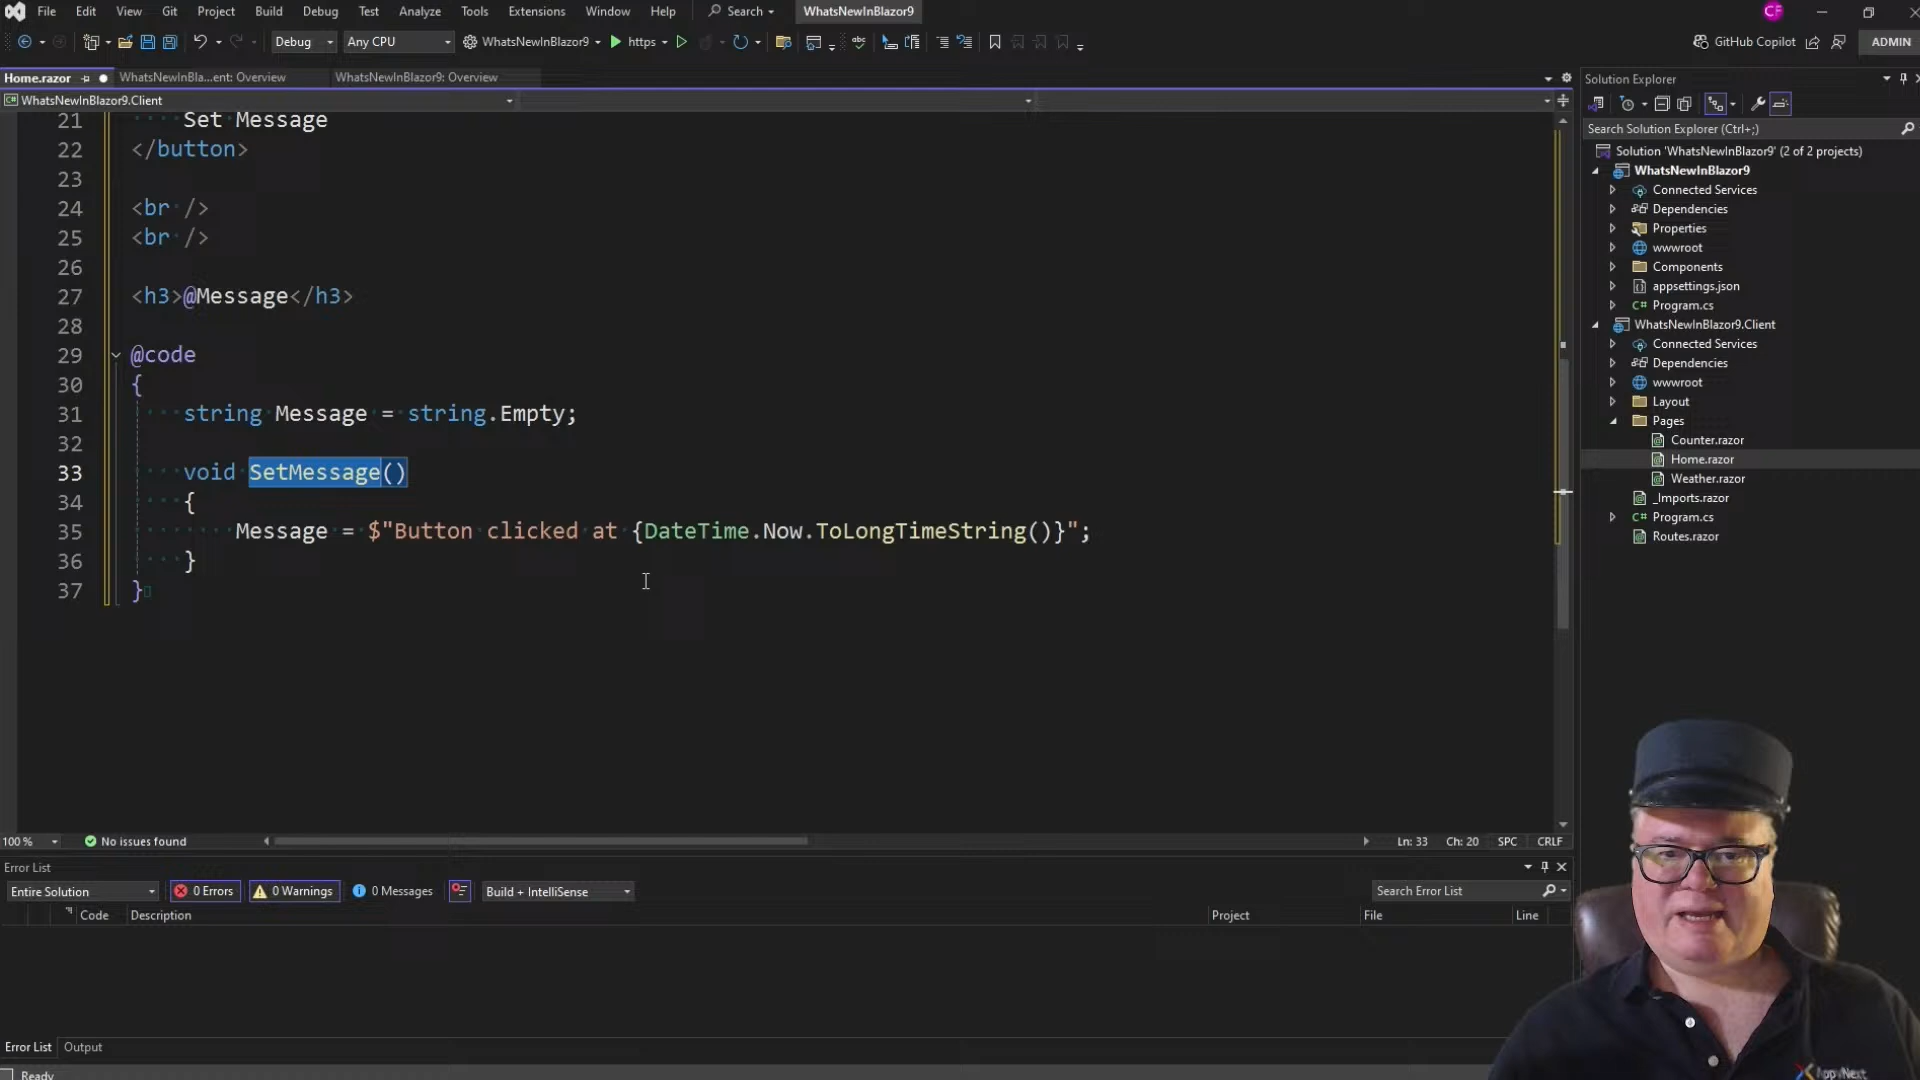 File Edit View Git Project Build Debug Test Analyze Tools Extensions Window Help Search WhatsNewInBlazor9 CF
Debug Any CPU WhatsNewInBlazor9 https GitHub Copilot ADMIN
Home.razor WhatsNewInBla...ent: Overview WhatsNewInBlazor9: Overview
WhatsNewInBlazor9.Client
21 Set Message
22 </button>
23
24 <br />
25 <br />
26
27 <h3>@Message</h3>
28
29 @code
30 {
31 string Message = string.Empty;
32
33 void SetMessage()
34 {
35 Message = $"Button clicked at {DateTime.Now.ToLongTimeString()}";
36 }
37 }
100 % No issues found Ln: 33 Ch: 20 SPC CRLF
Error List
Entire Solution 0 Errors 0 Warnings 0 Messages Build + IntelliSense Search Error List
Code Description Project File Line
Error List Output
Ready
Solution Explorer
Search Solution Explorer (Ctrl+;)
Solution 'WhatsNewInBlazor9' (2 of 2 projects)
WhatsNewInBlazor9
Connected Services
Dependencies
Properties
wwwroot
Components
appsettings.json
C# Program.cs
WhatsNewInBlazor9.Client
Connected Services
Dependencies
wwwroot
Layout
Pages
Counter.razor
Home.razor
Weather.razor
_Imports.razor
C# Program.cs
Routes.razor
AppvNext